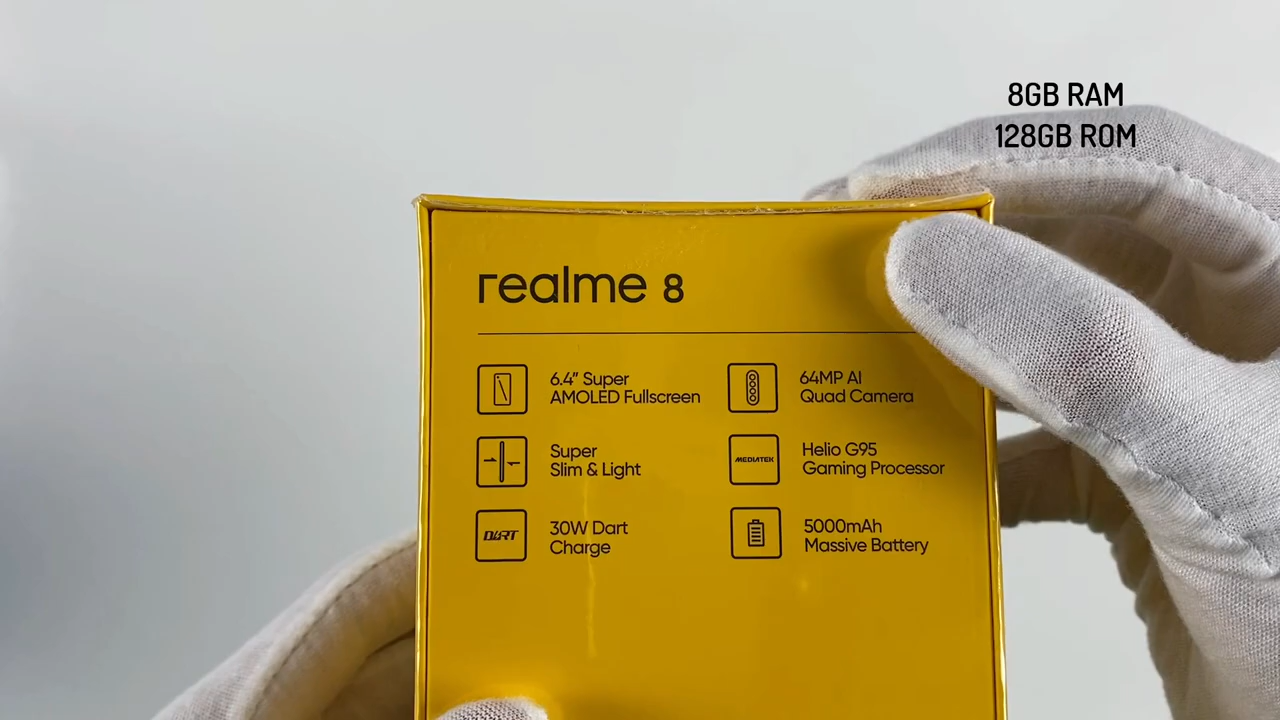 8GB RAM
128GB ROM
realme 8
6.4” Super
AMOLED Fullscreen
64MP AI
Quad Camera
Super
Slim & Light
MEDIATEK
Helio G95
Gaming Processor
DART
30W Dart
Charge
5000mAh
Massive Battery